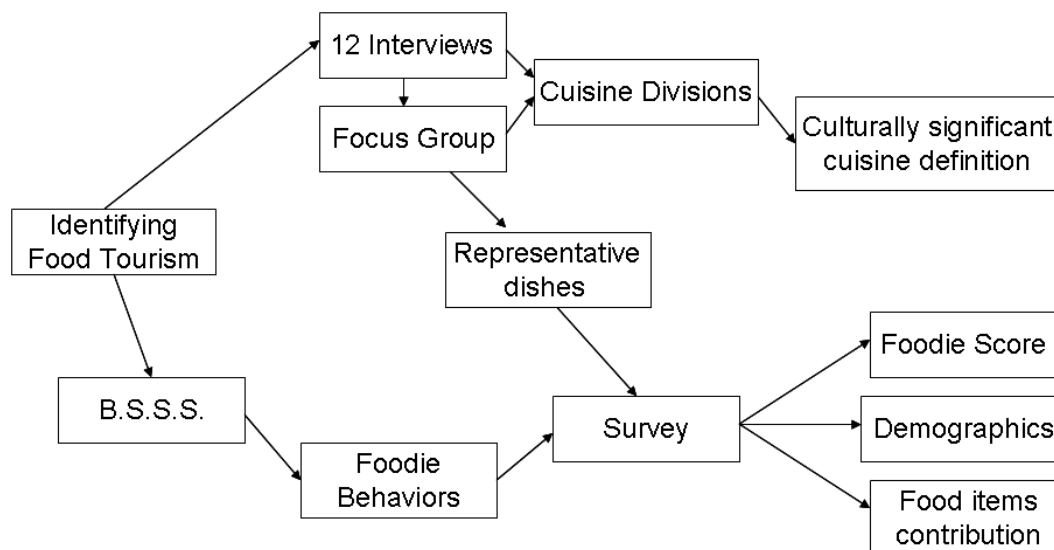 12 Interviews
Focus Group
Cuisine Divisions
Culturally significant
cuisine definition
Identifying
Food Tourism
Representative
dishes
B.S.S.S.
Foodie
Behaviors
Survey
Foodie Score
Demographics
Food items
contribution